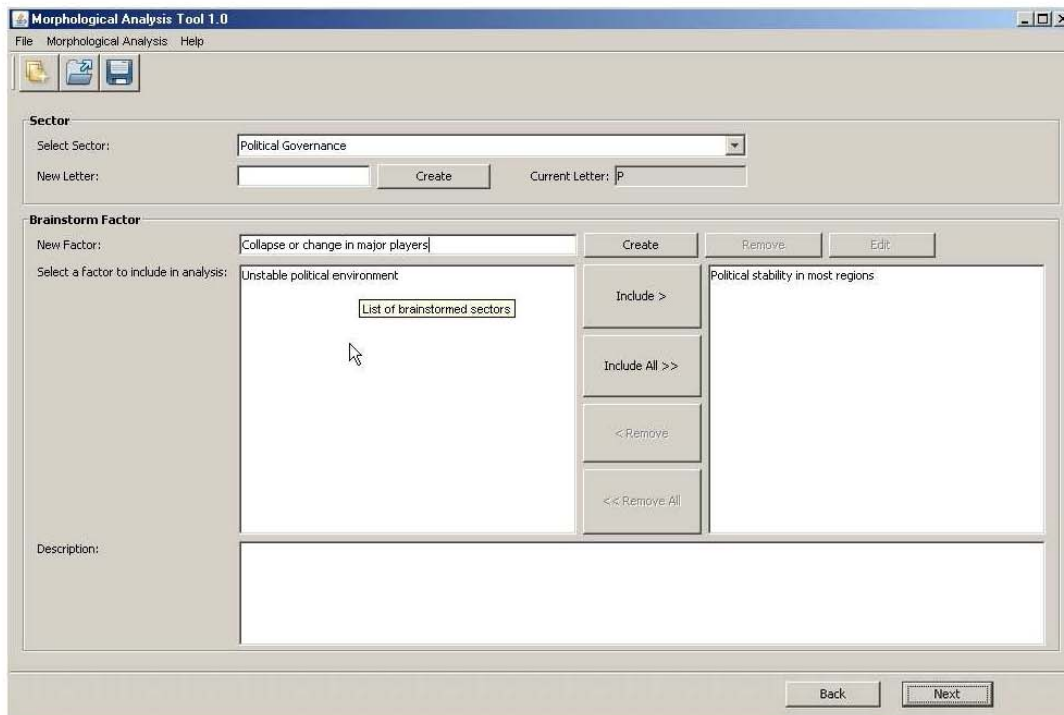 Morphological Analysis Tool 1.0
File Morphological Analysis Help
Sector
Select Sector: Political Governance
New Letter: Create Current Letter: P
Brainstorm Factor
New Factor: Collapse or change in major players Create Remove Edit
Select a factor to include in analysis: Unstable political environment Political stability in most regions
Include >
List of brainstormed sectors
Include All >>
< Remove
<< Remove All
Description:
Back Next